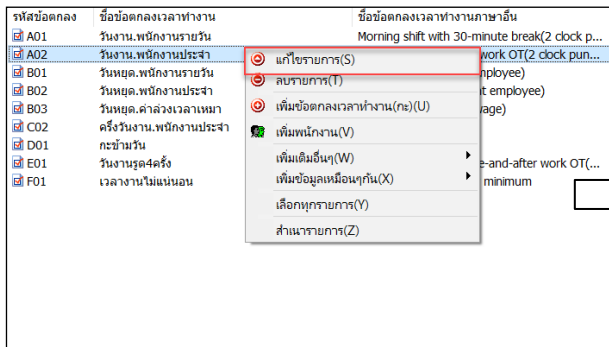 รหัสข้อตกลง ชื่อข้อตกลงเวลาทำงาน ชื่อข้อตกลงเวลาทำงานภาษาอื่น
A01 วันงาน.พนักงานรายวัน Morning shift with 30-minute break(2 clock p...
A02 วันงาน.พนักงานประจำ work OT(2 clock pun...
แก้ไขรายการ(S)
B01 วันหยุด.พนักงานรายวัน employee)
ลบรายการ(T)
B02 วันหยุด.พนักงานประจำ employee)
B03 วันหยุด.ค่าล่วงเวลาเหมา
เพิ่มข้อตกลงเวลาทำงาน(กะ)(U)
C02 ครึ่งวันงาน.พนักงานประจำ
เพิ่มพนักงาน(V)
D01 กะข้ามวัน
E01 วันงานรูด4ครั้ง e-and-after work OT(...
เพิ่มเติมอื่นๆ(W)
F01 เวลางานไม่แน่นอน minimum
เพิ่มข้อมูลเหมือนๆกัน(X)
เลือกทุกรายการ(Y)
สำเนารายการ(Z)